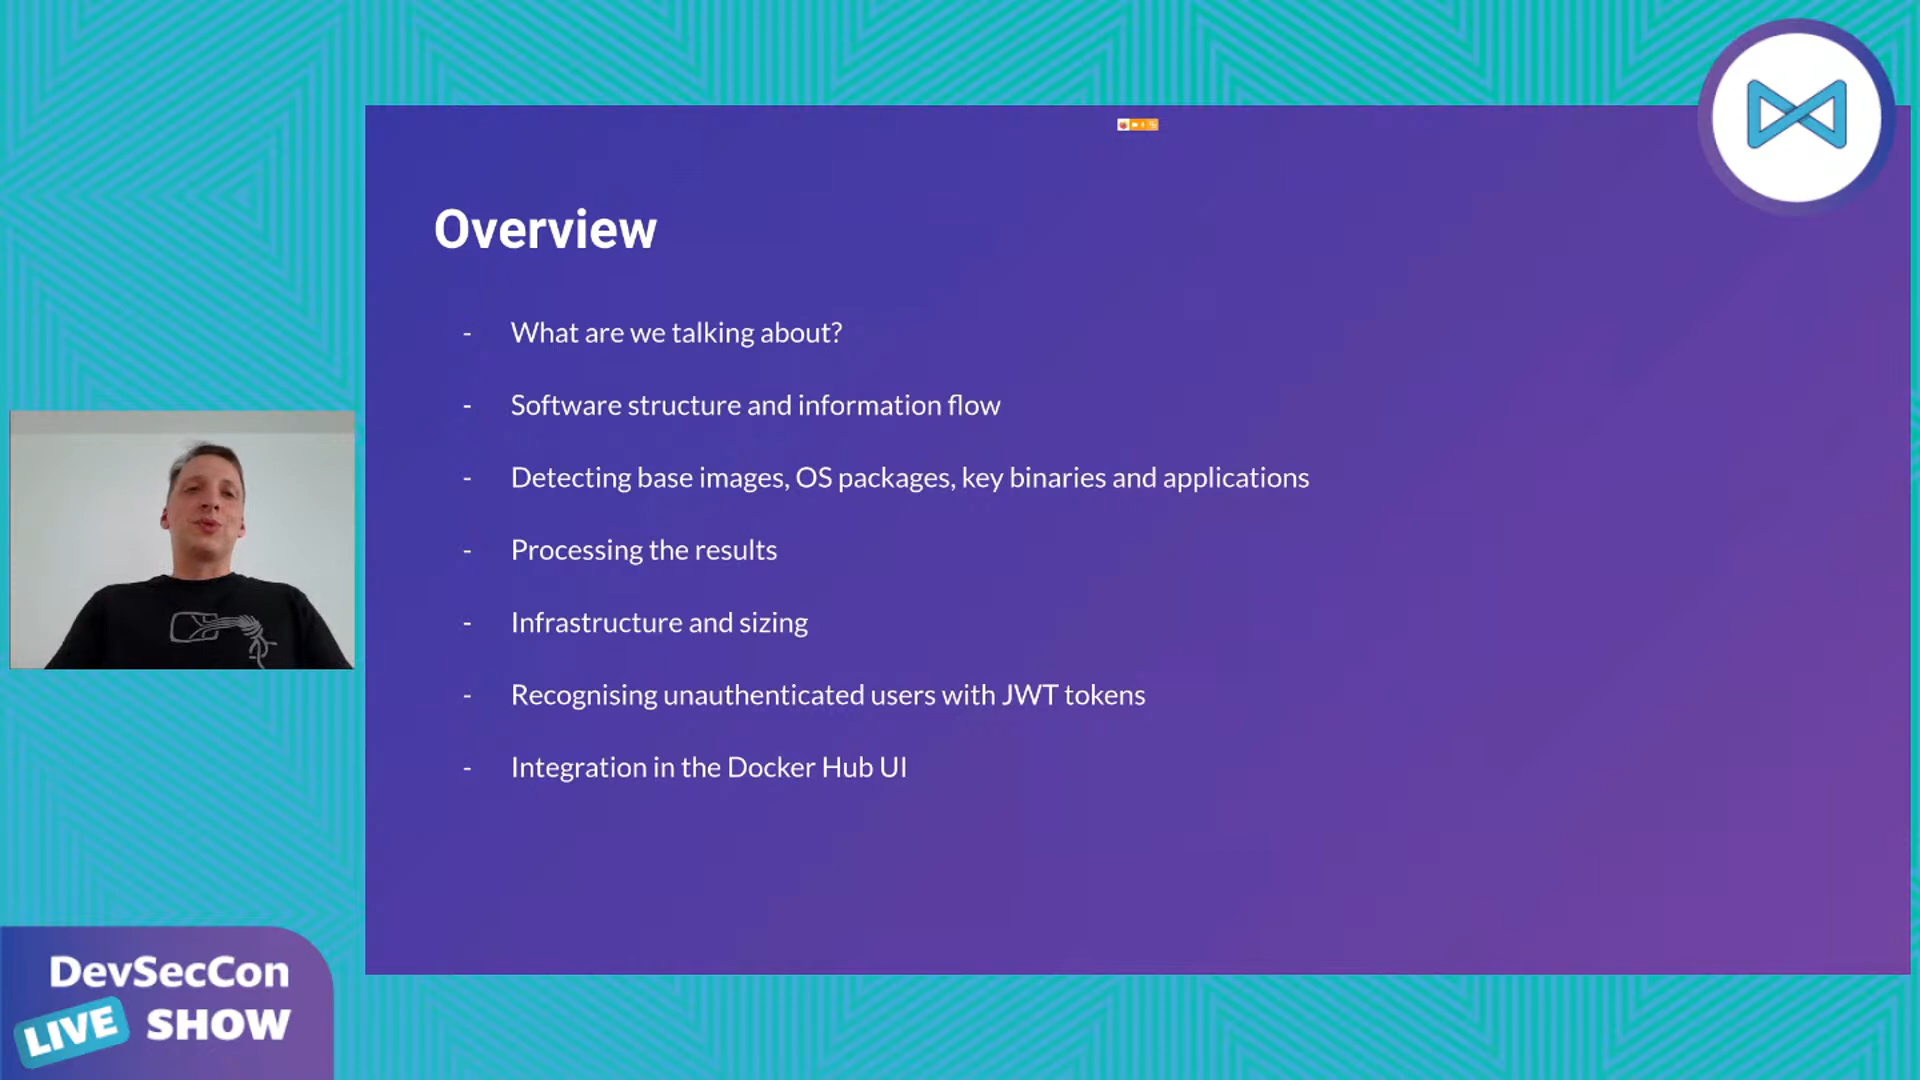 Overview
- What are we talking about?
- Software structure and information flow
- Detecting base images, OS packages, key binaries and applications
- Processing the results
- Infrastructure and sizing
- Recognising unauthenticated users with JWT tokens
- Integration in the Docker Hub UI
DevSecCon
LIVE SHOW